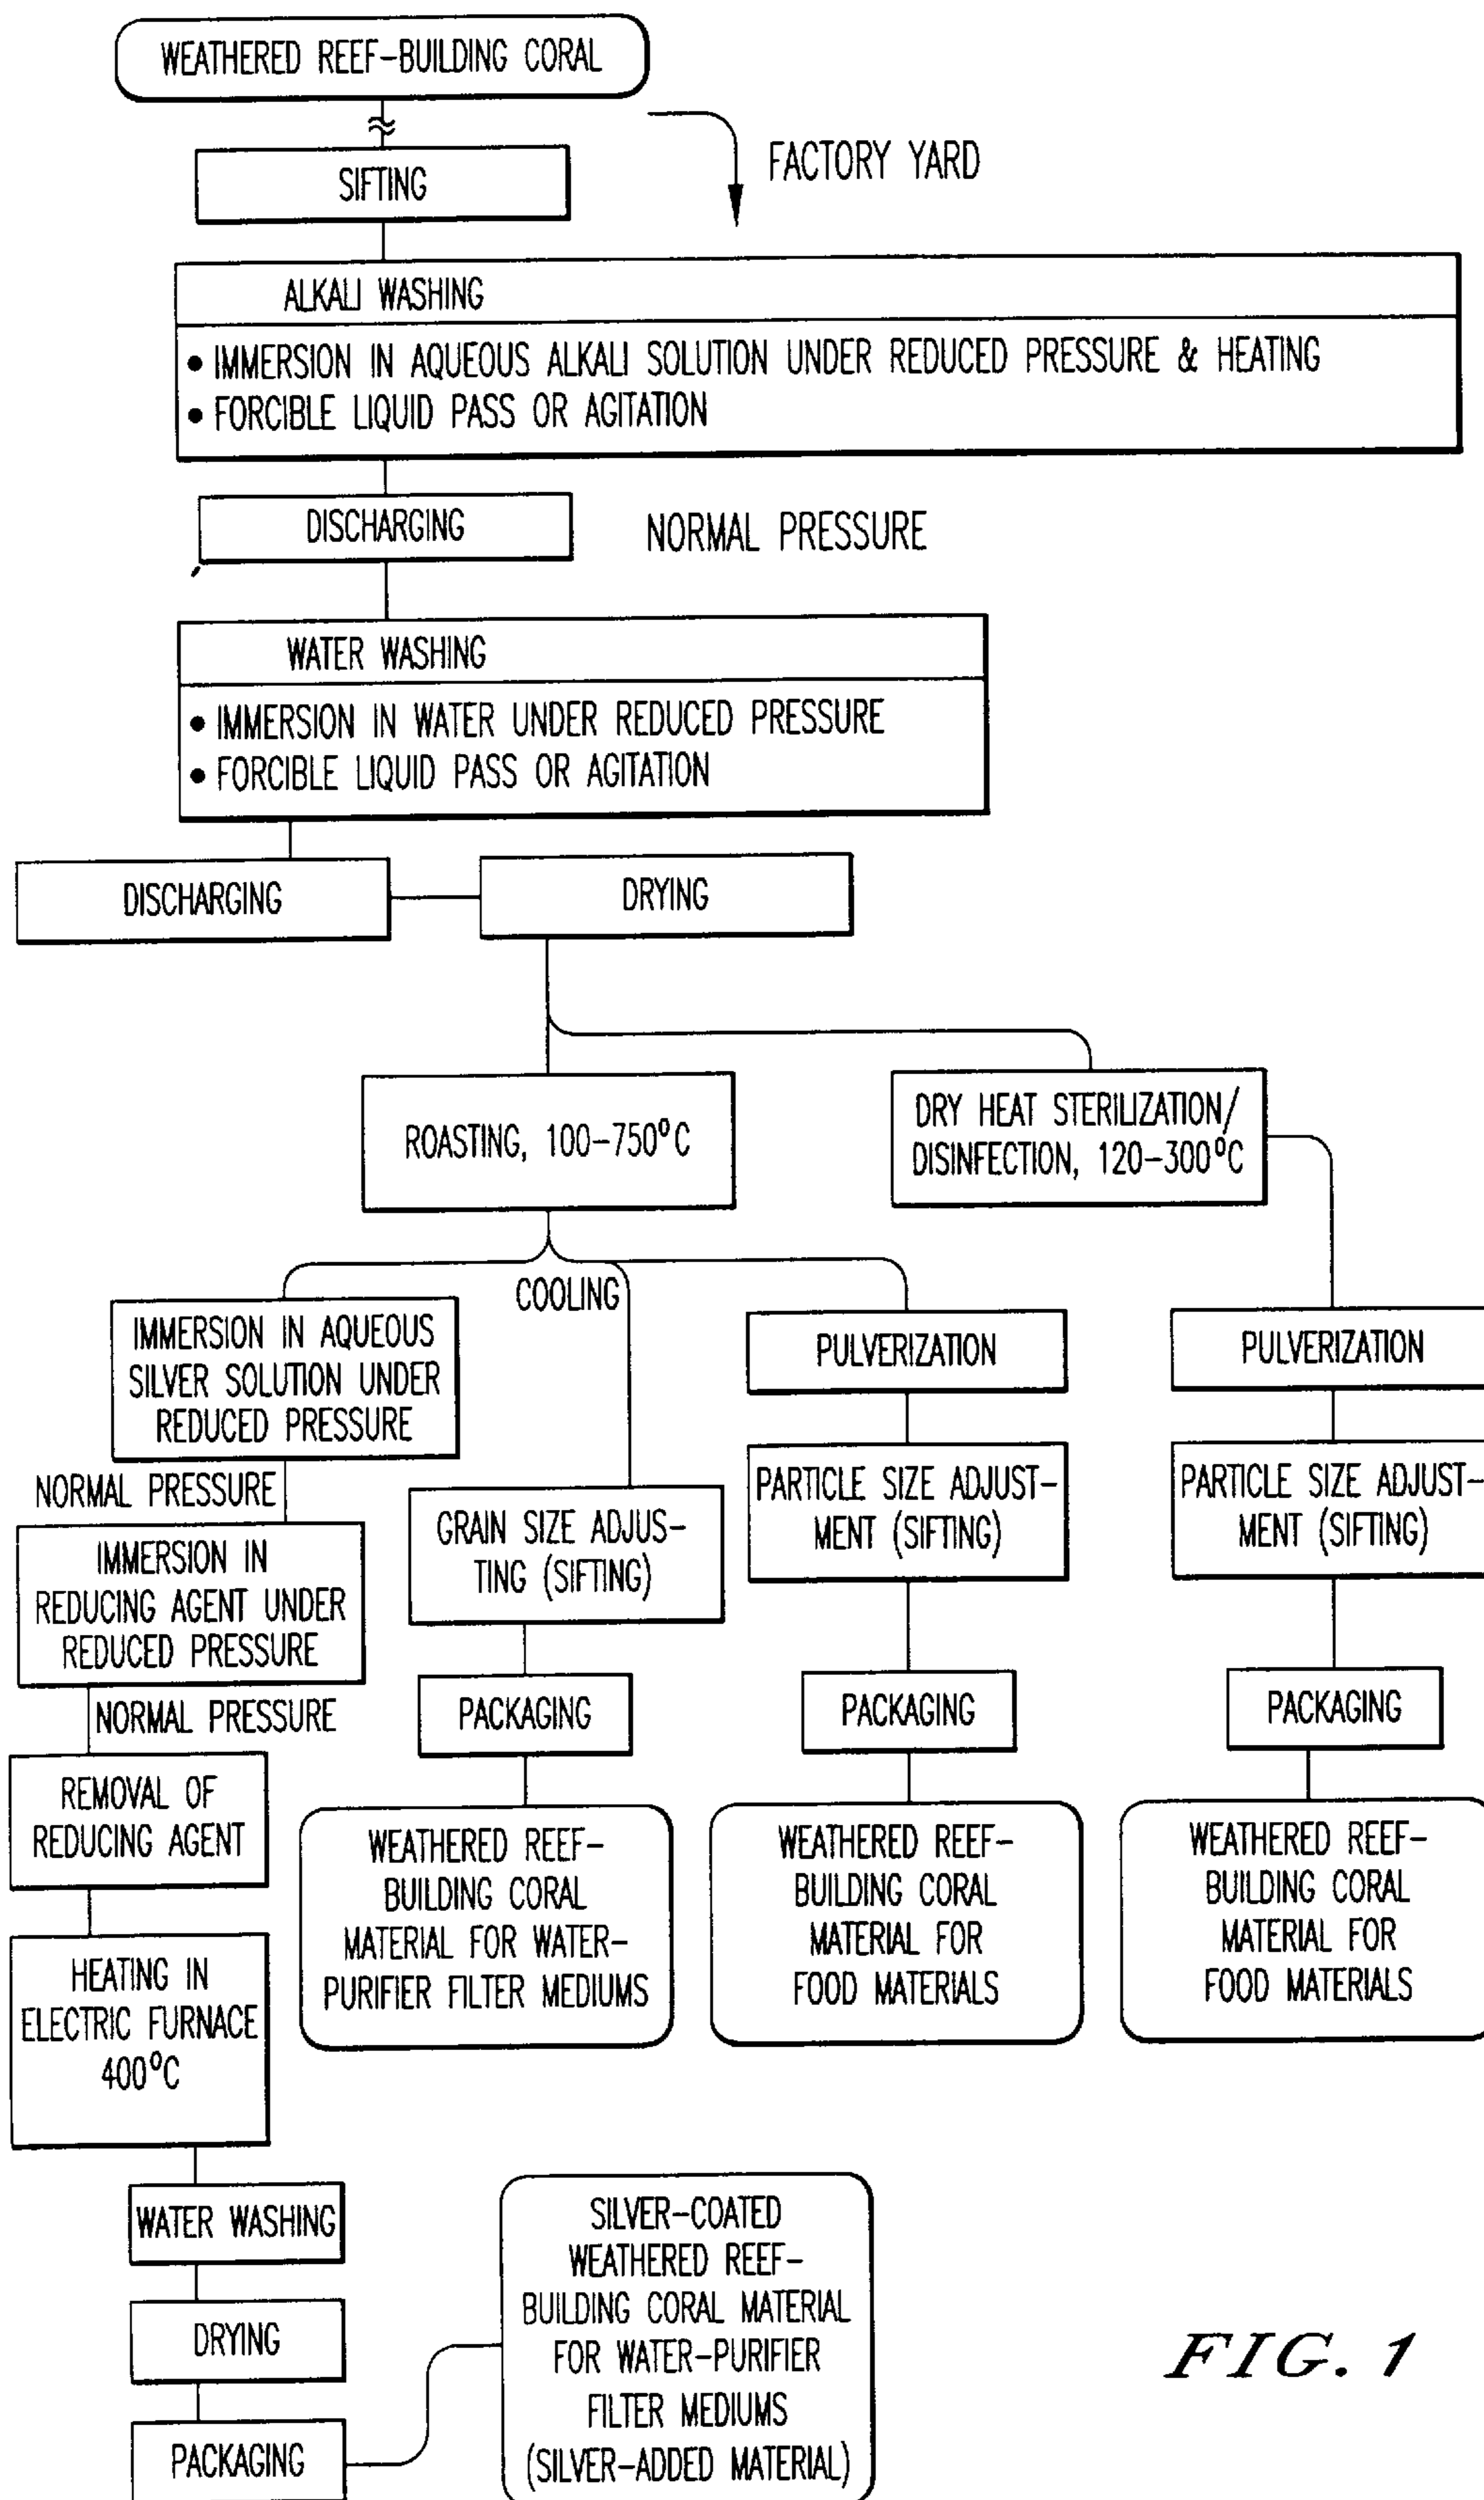 WEATHERED REEF-BUILDING CORAL
FACTORY YARD
SIFTING
ALKALI WASHING
• IMMERSION IN AQUEOUS ALKALI SOLUTION UNDER REDUCED PRESSURE & HEATING
• FORCIBLE LIQUID PASS OR AGITATION
DISCHARGING
NORMAL PRESSURE
WATER WASHING
• IMMERSION IN WATER UNDER REDUCED PRESSURE
• FORCIBLE LIQUID PASS OR AGITATION
DISCHARGING
DRYING
ROASTING, 100-750°C
DRY HEAT STERILIZATION/
DISINFECTION, 120-300°C
COOLING
IMMERSION IN AQUEOUS
SILVER SOLUTION UNDER
REDUCED PRESSURE
NORMAL PRESSURE
IMMERSION IN
REDUCING AGENT UNDER
REDUCED PRESSURE
NORMAL PRESSURE
REMOVAL OF
REDUCING AGENT
HEATING IN
ELECTRIC FURNACE
400°C
WATER WASHING
DRYING
PACKAGING
SILVER-COATED
WEATHERED REEF-
BUILDING CORAL MATERIAL
FOR WATER-PURIFIER
FILTER MEDIUMS
(SILVER-ADDED MATERIAL)
GRAIN SIZE ADJUS-
TING (SIFTING)
PACKAGING
WEATHERED REEF-
BUILDING CORAL
MATERIAL FOR WATER-
PURIFIER FILTER MEDIUMS
PULVERIZATION
PARTICLE SIZE ADJUST-
MENT (SIFTING)
PACKAGING
WEATHERED REEF-
BUILDING CORAL
MATERIAL FOR
FOOD MATERIALS
PULVERIZATION
PARTICLE SIZE ADJUST-
MENT (SIFTING)
PACKAGING
WEATHERED REEF-
BUILDING CORAL
MATERIAL FOR
FOOD MATERIALS
FIG. 1